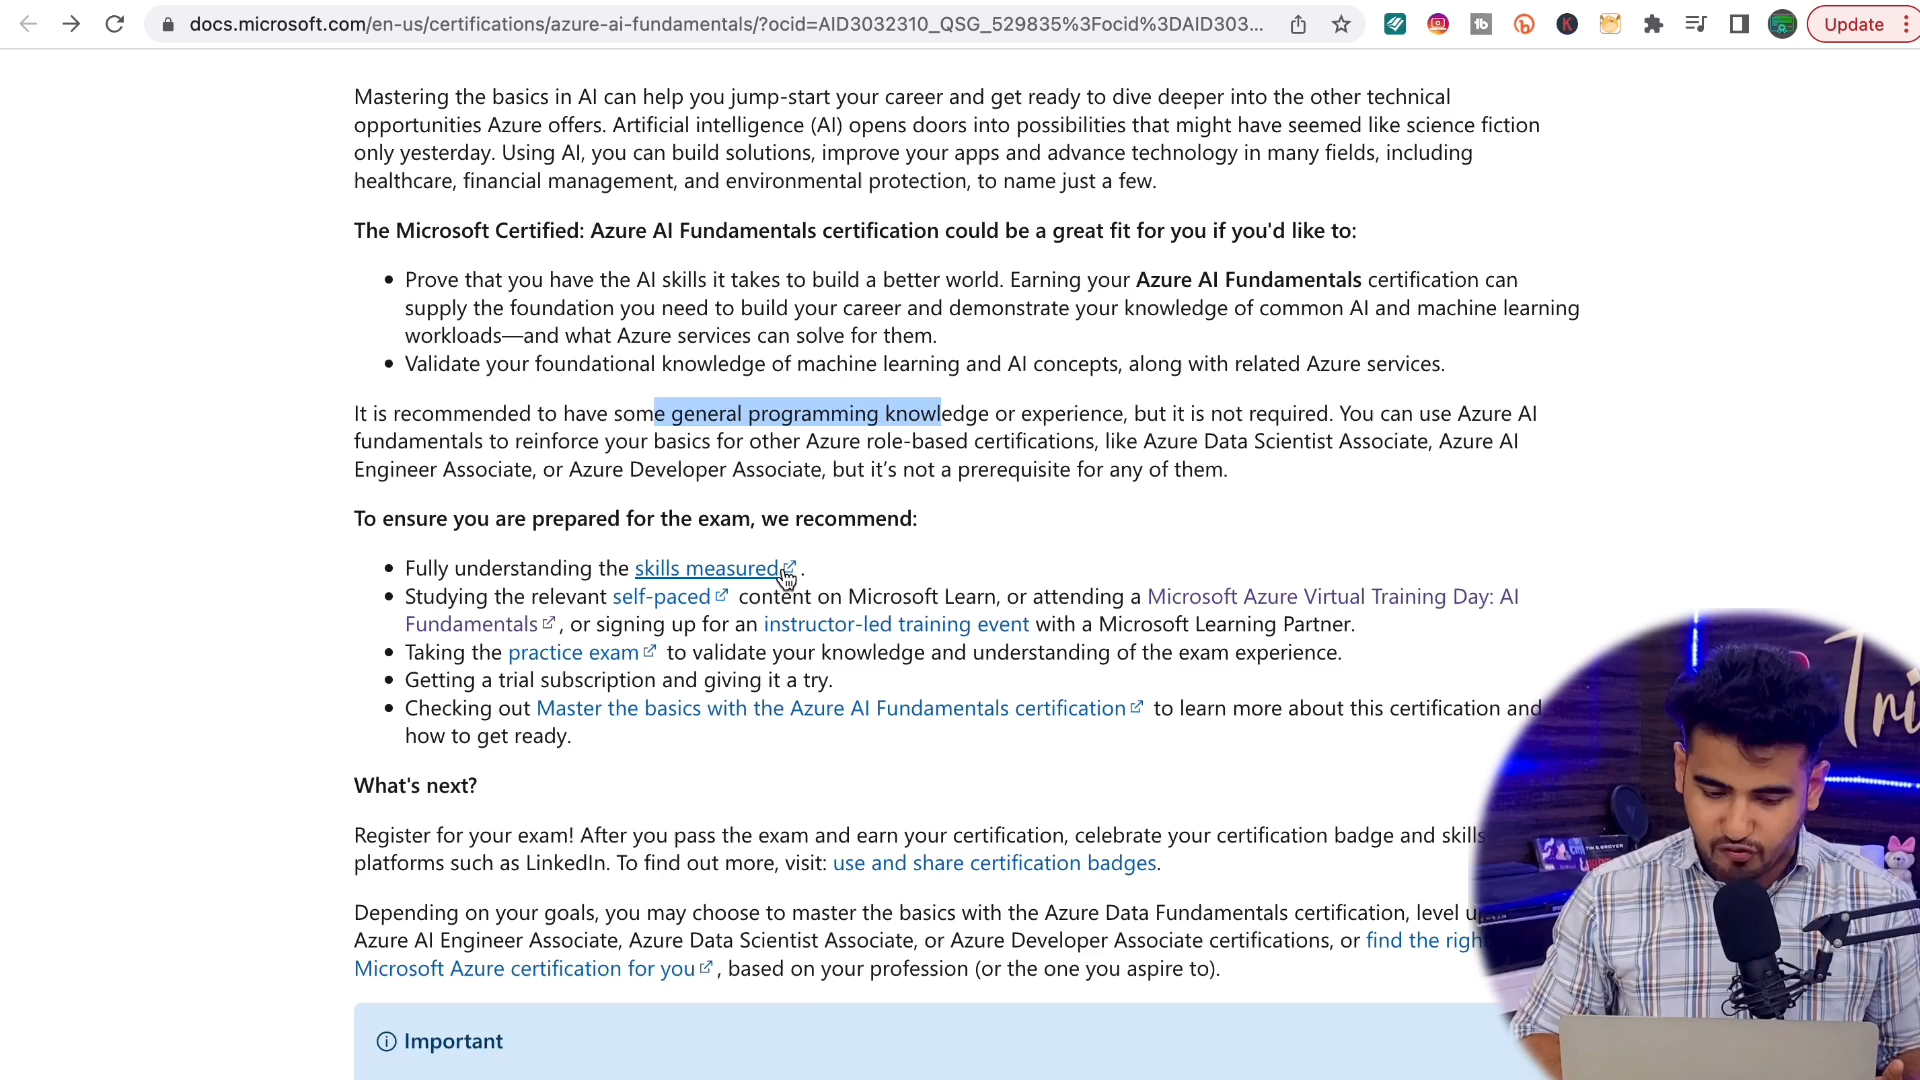 docs.microsoft.com/en-us/certifications/azure-ai-fundamentals/?ocid=AID3032310_QSG_529835%3Focid%3DAID303...
Update
Mastering the basics in AI can help you jump-start your career and get ready to dive deeper into the other technical
opportunities Azure offers. Artificial intelligence (AI) opens doors into possibilities that might have seemed like science fiction
only yesterday. Using AI, you can build solutions, improve your apps and advance technology in many fields, including
healthcare, financial management, and environmental protection, to name just a few.
The Microsoft Certified: Azure AI Fundamentals certification could be a great fit for you if you'd like to:
• Prove that you have the AI skills it takes to build a better world. Earning your Azure AI Fundamentals certification can
supply the foundation you need to build your career and demonstrate your knowledge of common AI and machine learning
workloads—and what Azure services can solve for them.
• Validate your foundational knowledge of machine learning and AI concepts, along with related Azure services.
It is recommended to have some general programming knowledge or experience, but it is not required. You can use Azure AI
fundamentals to reinforce your basics for other Azure role-based certifications, like Azure Data Scientist Associate, Azure AI
Engineer Associate, or Azure Developer Associate, but it’s not a prerequisite for any of them.
To ensure you are prepared for the exam, we recommend:
• Fully understanding the skills measured .
• Studying the relevant self-paced content on Microsoft Learn, or attending a Microsoft Azure Virtual Training Day: AI
Fundamentals , or signing up for an instructor-led training event with a Microsoft Learning Partner.
• Taking the practice exam to validate your knowledge and understanding of the exam experience.
• Getting a trial subscription and giving it a try.
• Checking out Master the basics with the Azure AI Fundamentals certification to learn more about this certification and
how to get ready.
What's next?
Register for your exam! After you pass the exam and earn your certification, celebrate your certification badge and skills
platforms such as LinkedIn. To find out more, visit: use and share certification badges.
Depending on your goals, you may choose to master the basics with the Azure Data Fundamentals certification, level u
Azure AI Engineer Associate, Azure Data Scientist Associate, or Azure Developer Associate certifications, or find the righ
Microsoft Azure certification for you , based on your profession (or the one you aspire to).
Important